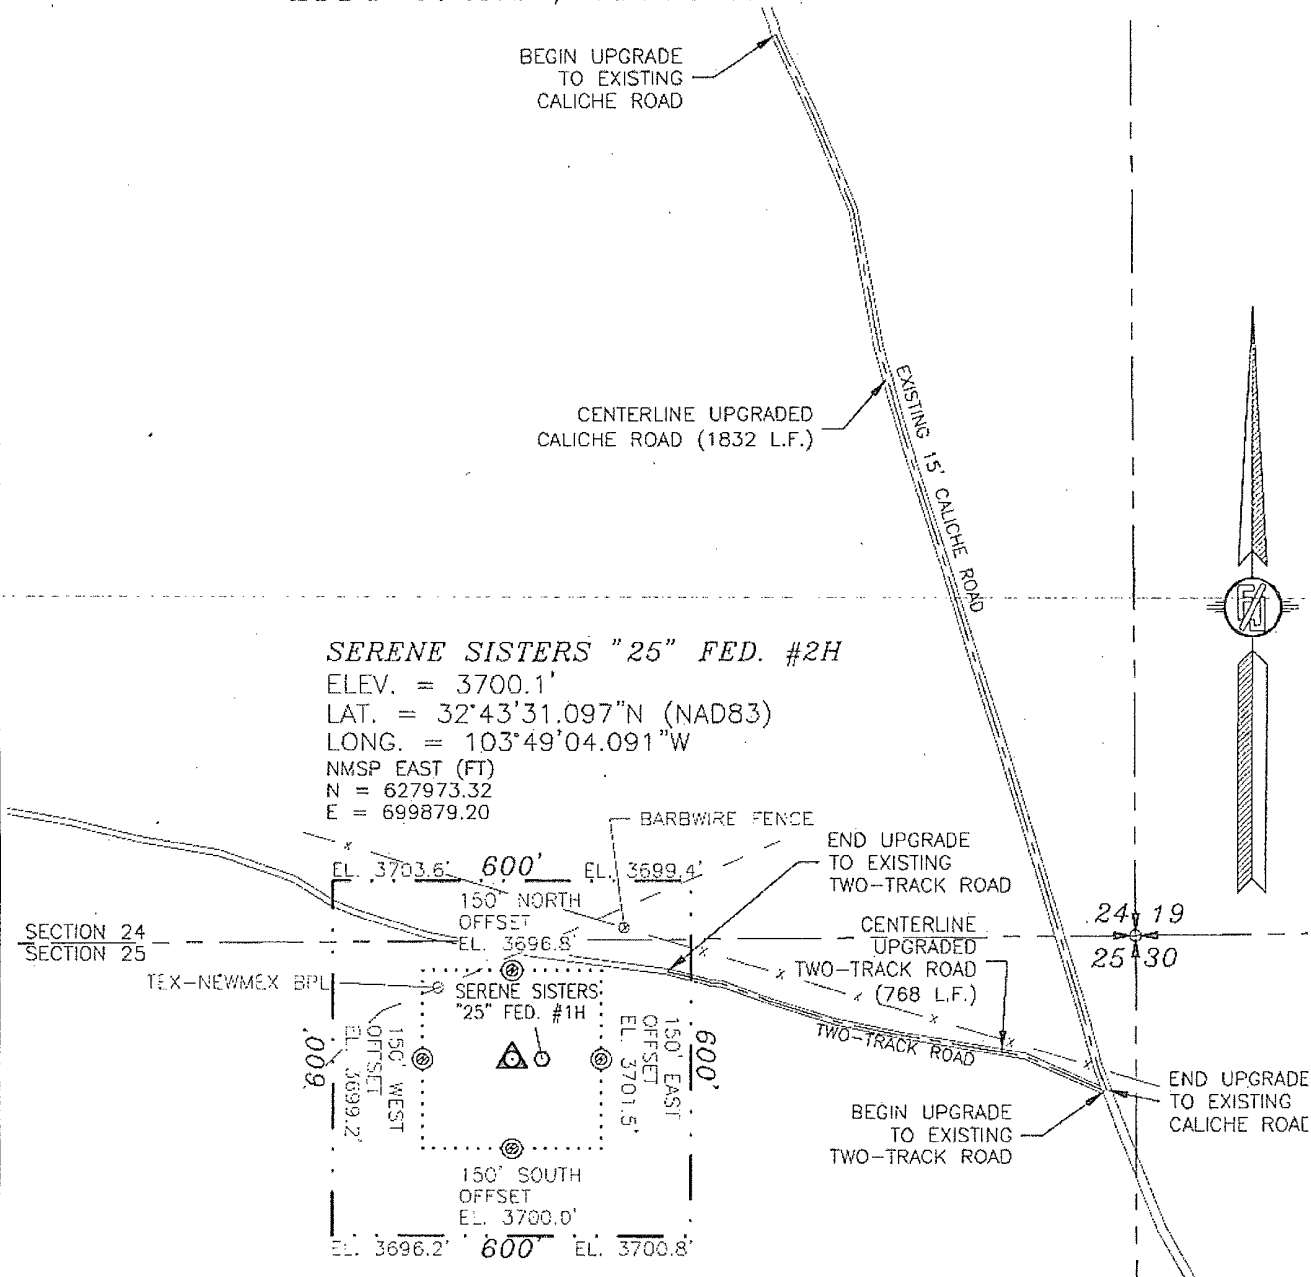 BEGIN UPGRADE
TO EXISTING
CALICHE ROAD
CENTERLINE UPGRADED
CALICHE ROAD (1832 L.F.)
EXISTING 15' CALICHE ROAD
SERENE SISTERS "25" FED. #2H
ELEV. = 3700.1'
LAT. = 32°43'31.097"N (NAD83)
LONG. = 103°49'04.091"W
NMSP EAST (FT)
N = 627973.32
E = 699879.20
BARBWIRE FENCE
END UPGRADE
TO EXISTING
TWO-TRACK ROAD
EL. 3703.6' 600' EL. 3699.4'
150' NORTH
OFFSET
EL. 3696.8'
SECTION 24
SECTION 25
CENTERLINE
UPGRADED
TWO-TRACK ROAD
(768 L.F.)
24 19
25 30
TEX-NEWMEX BPL
SERENE SISTERS
"25" FED. #1H
TWO-TRACK ROAD
600'
150' WEST
OFFSET
EL. 3699.2'
150' EAST
OFFSET
EL. 3701.5'
600'
END UPGRADE
TO EXISTING
CALICHE ROAD
BEGIN UPGRADE
TO EXISTING
TWO-TRACK ROAD
150' SOUTH
OFFSET
EL. 3700.0'
EL. 3696.2' 600' EL. 3700.8'